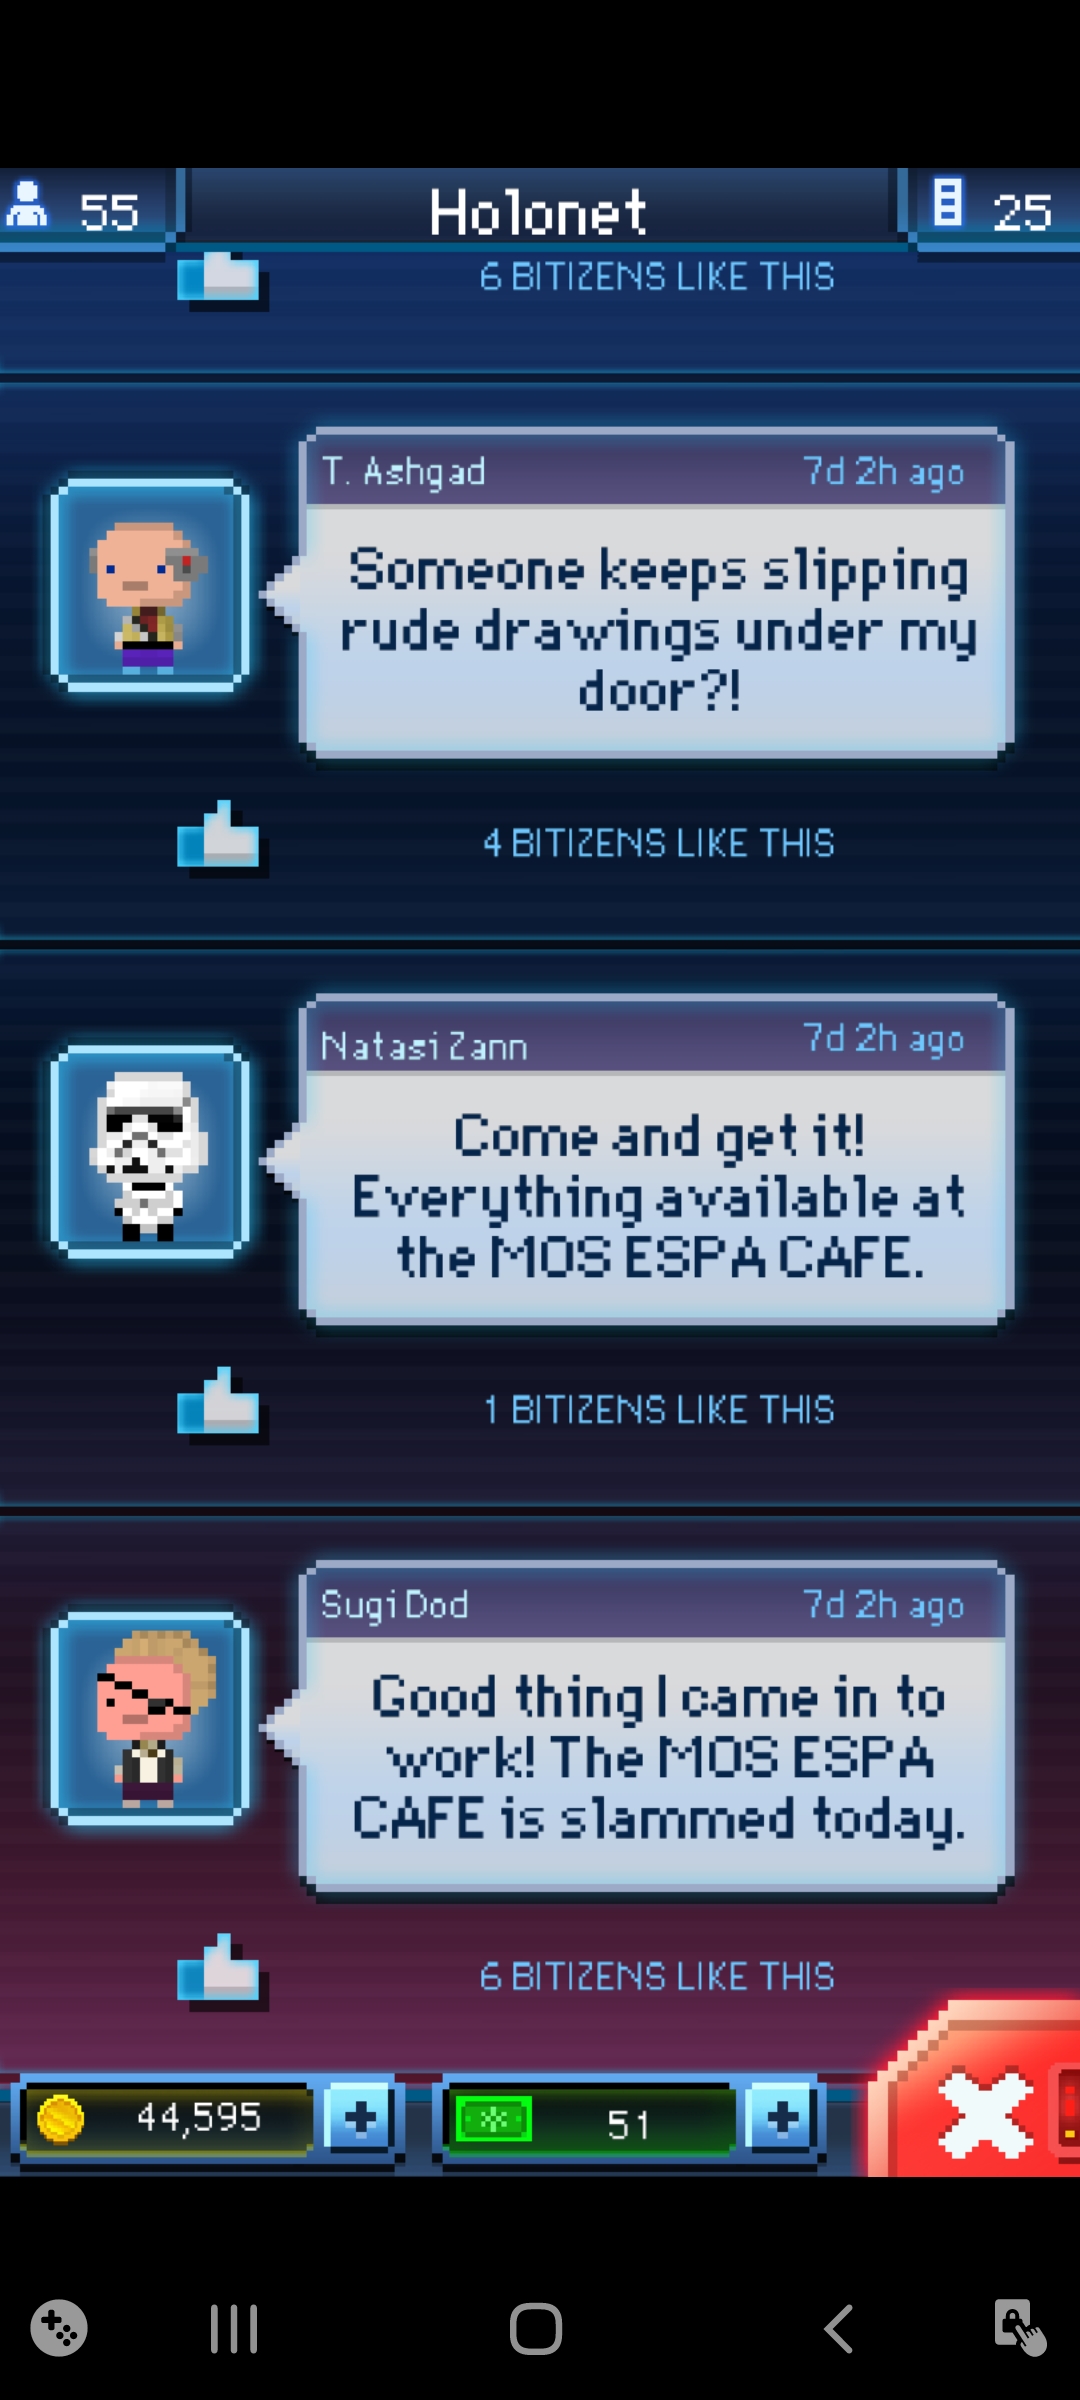 55 Holonet 25
6 BITIZENS LIKE THIS
T. Ashgad 7d 2h ago
Someone keeps slipping
rude drawings under my
door?!
4 BITIZENS LIKE THIS
Natasi Zann 7d 2h ago
Come and get it!
Everything available at
the MOS ESPA CAFE.
1 BITIZENS LIKE THIS
Sugi Dod 7d 2h ago
Good thing I came in to
work! The MOS ESPA
CAFE is slammed today.
6 BITIZENS LIKE THIS
44,595 51